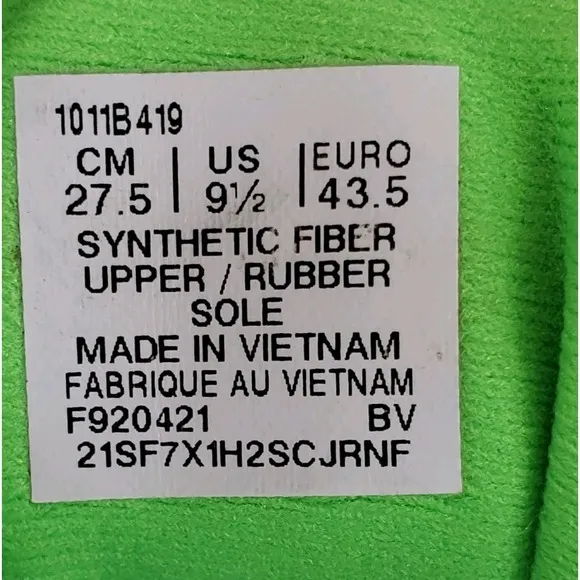 1011B419
CM | US | EURO
27.5 | 9½ | 43.5
SYNTHETIC FIBER
UPPER / RUBBER
SOLE
MADE IN VIETNAM
FABRIQUE AU VIETNAM
F920421 BV
21SF7X1H2SCJRNF